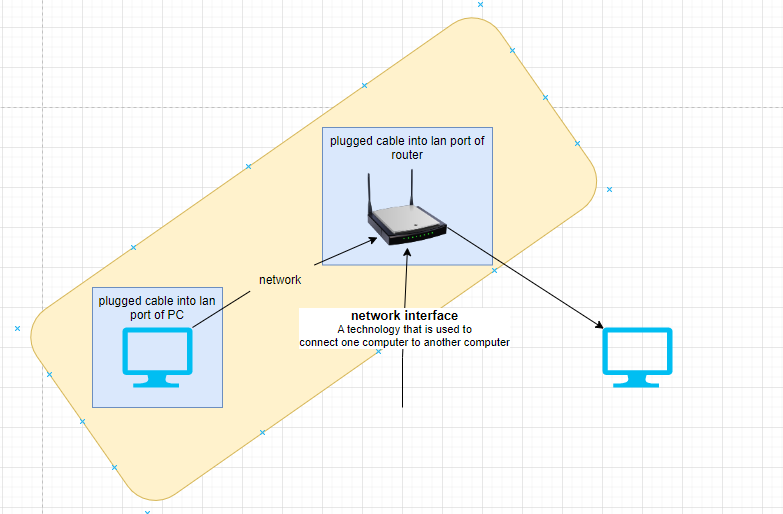 plugged cable into lan port of
router
network
plugged cable into lan
port of PC
network interface
A technology that is used to
connect one computer to another computer